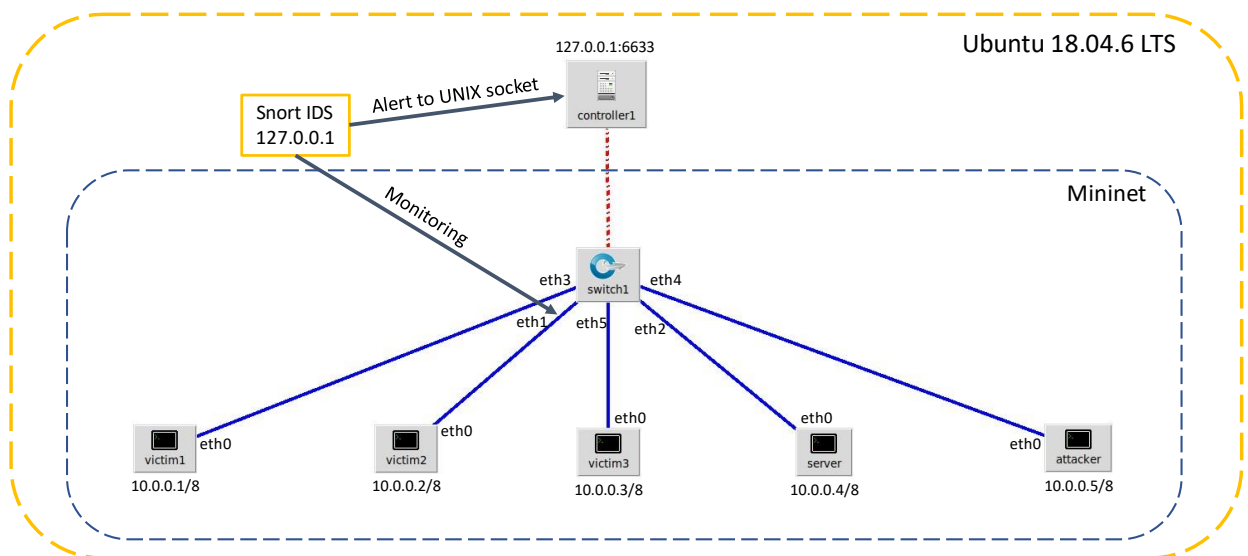 127.0.0.1:6633
Ubuntu 18.04.6 LTS
Alert to UNIX socket
Snort IDS
127.0.0.1
controller1
Monitoring
Mininet
eth3
eth4
switch1
eth1
eth5
eth2
eth0
eth0
eth0
eth0
eth0
victim1
victim2
victim3
server
attacker
10.0.0.1/8
10.0.0.2/8
10.0.0.3/8
10.0.0.4/8
10.0.0.5/8